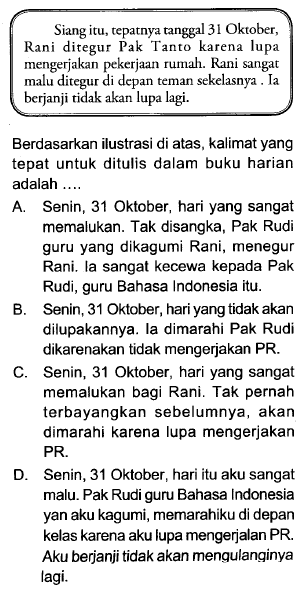 Siang itu, tepatnya tanggal 31 Oktober,
Rani ditegur Pak Tanto karena lupa
mengerjakan pekerjaan rumah. Rani sangat
malu ditegur di depan teman sekelasnya . Ia
berjanji tidak akan lupa lagi.
Berdasarkan ilustrasi di atas, kalimat yang
tepat untuk ditulis dalam buku harian
adalah ....
A. Senin, 31 Oktober, hari yang sangat
memalukan. Tak disangka, Pak Rudi
guru yang dikagumi Rani, menegur
Rani. Ia sangat kecewa kepada Pak
Rudi, guru Bahasa Indonesia itu.
B. Senin, 31 Oktober, hari yang tidak akan
dilupakannya. Ia dimarahi Pak Rudi
dikarenakan tidak mengerjakan PR.
C. Senin, 31 Oktober, hari yang sangat
memalukan bagi Rani. Tak pernah
terbayangkan sebelumnya, akan
dimarahi karena lupa mengerjakan
PR.
D. Senin, 31 Oktober, hari itu aku sangat
malu. Pak Rudi guru Bahasa Indonesia
yan aku kagumi, memarahiku di depan
kelas karena aku lupa mengerjalan PR.
Aku berjanji tidak akan mengulanginya
lagi.